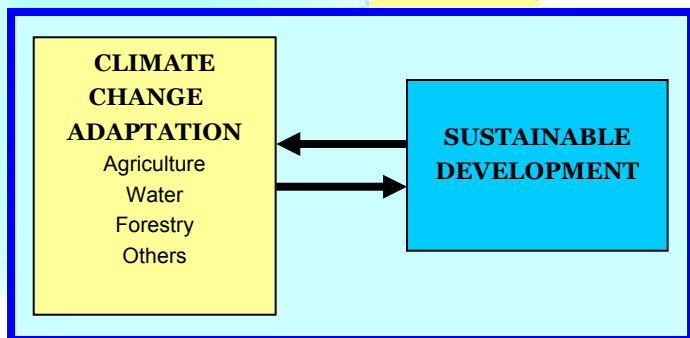 CLIMATE
CHANGE
ADAPTATION
Agriculture
Water
Forestry
Others
SUSTAINABLE
DEVELOPMENT